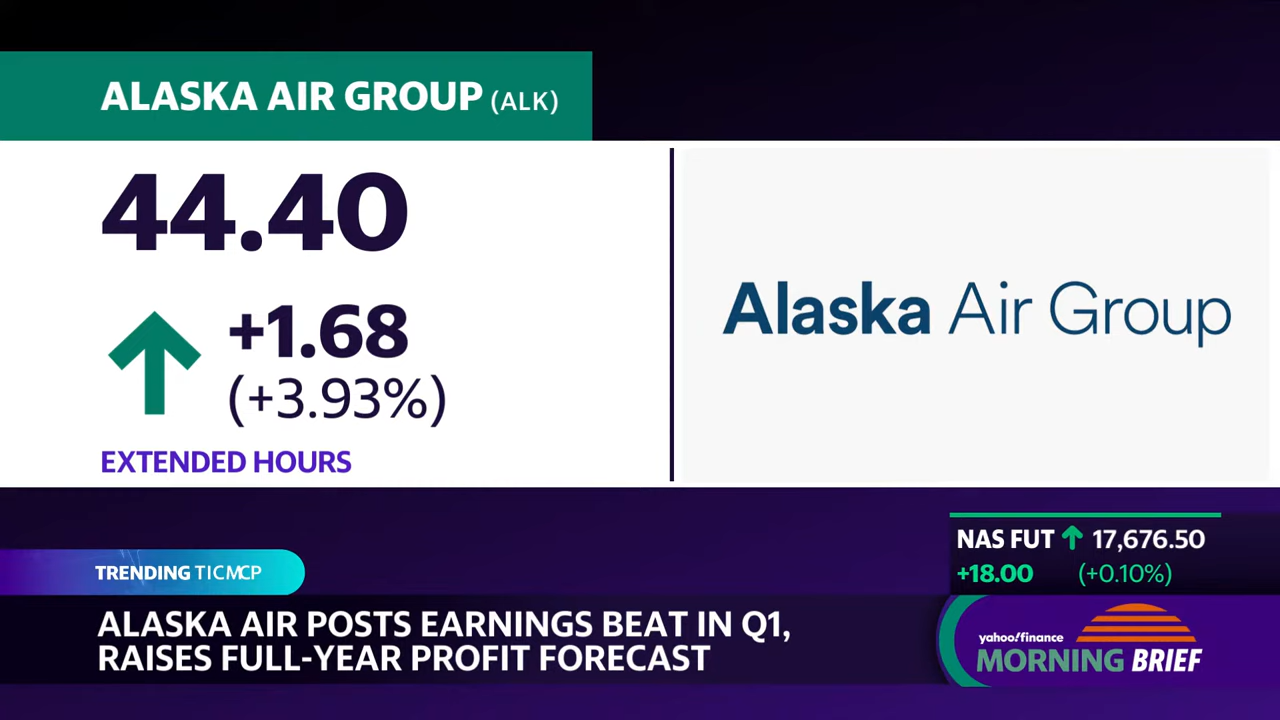 ALASKA AIR GROUP (ALK)
44.40
+1.68
(+3.93%)
EXTENDED HOURS
Alaska Air Group
NAS FUT 17,676.50
+18.00 (+0.10%)
TRENDING
ALASKA AIR POSTS EARNINGS BEAT IN Q1,
RAISES FULL-YEAR PROFIT FORECAST
yahoo!finance
MORNING BRIEF